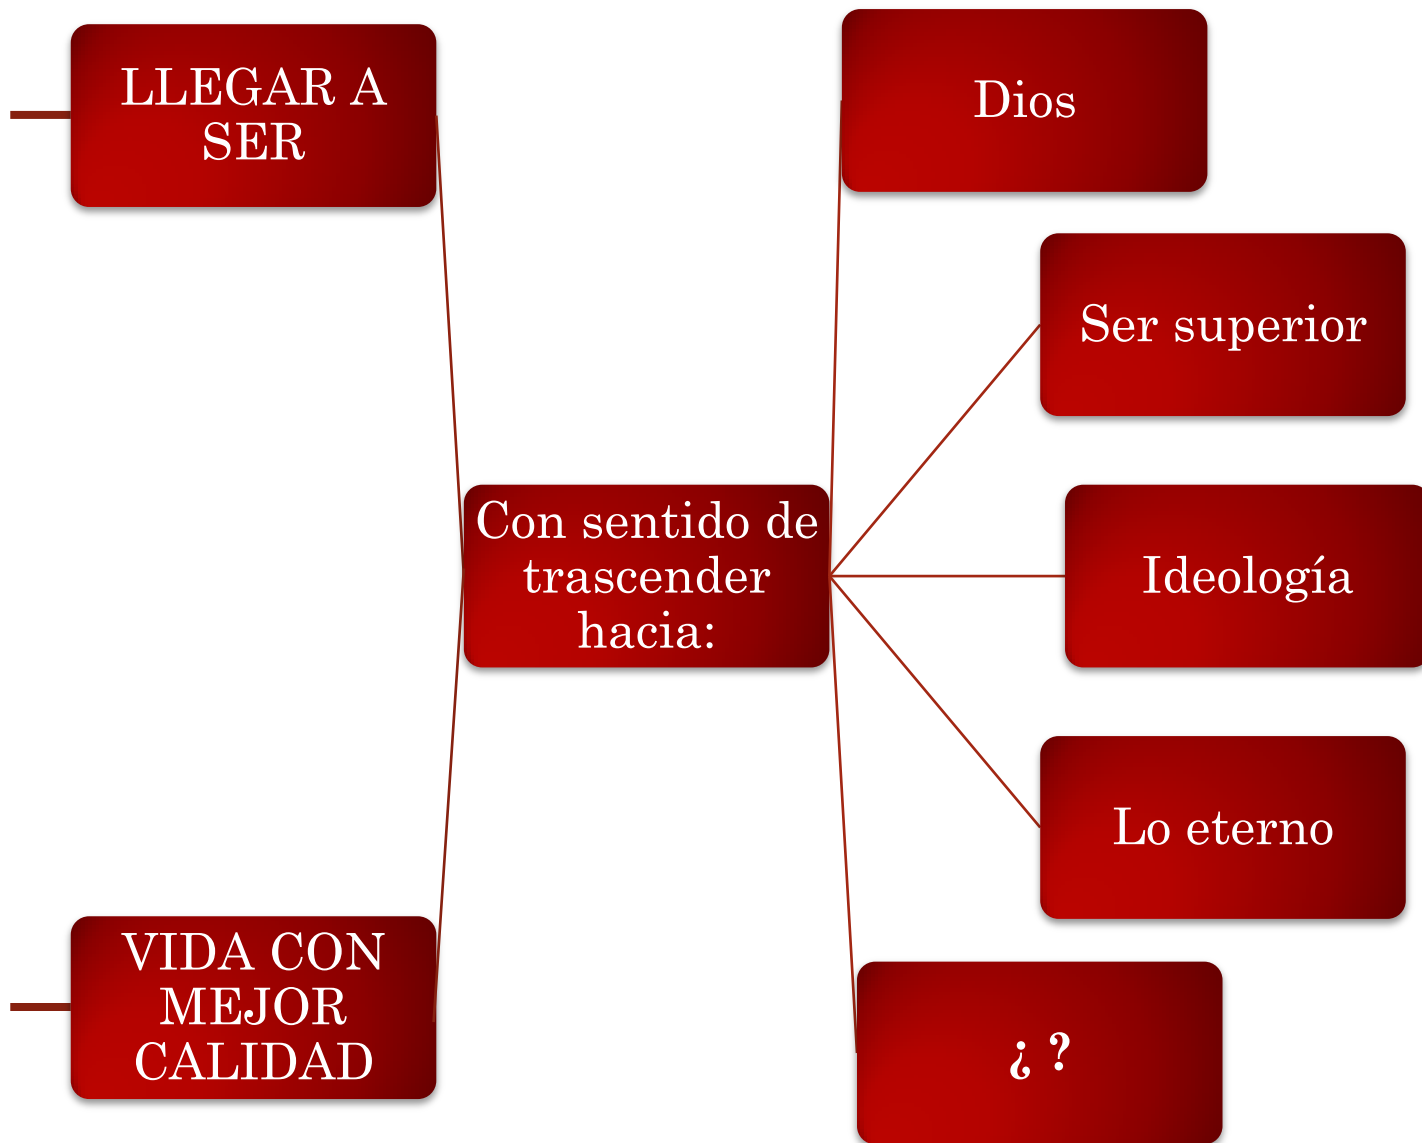 LLEGAR A
SER
VIDA CON
MEJOR
CALIDAD
Con sentido de
trascender
hacia:
Dios
Ser superior
Ideología
Lo eterno
¿ ?